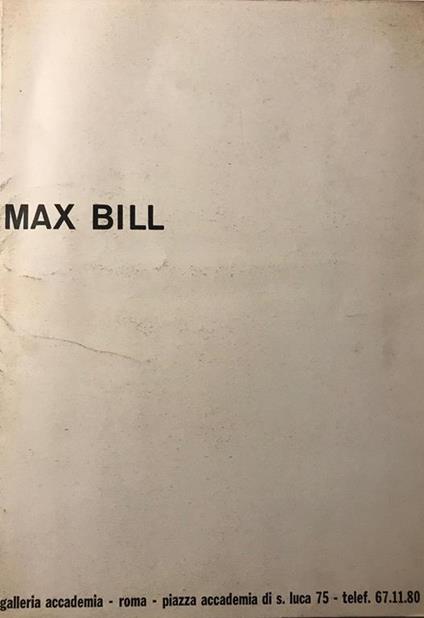 MAX BILL
galleria accademia - roma - piazza accademia di s. luca 75 - telef. 67.11.80